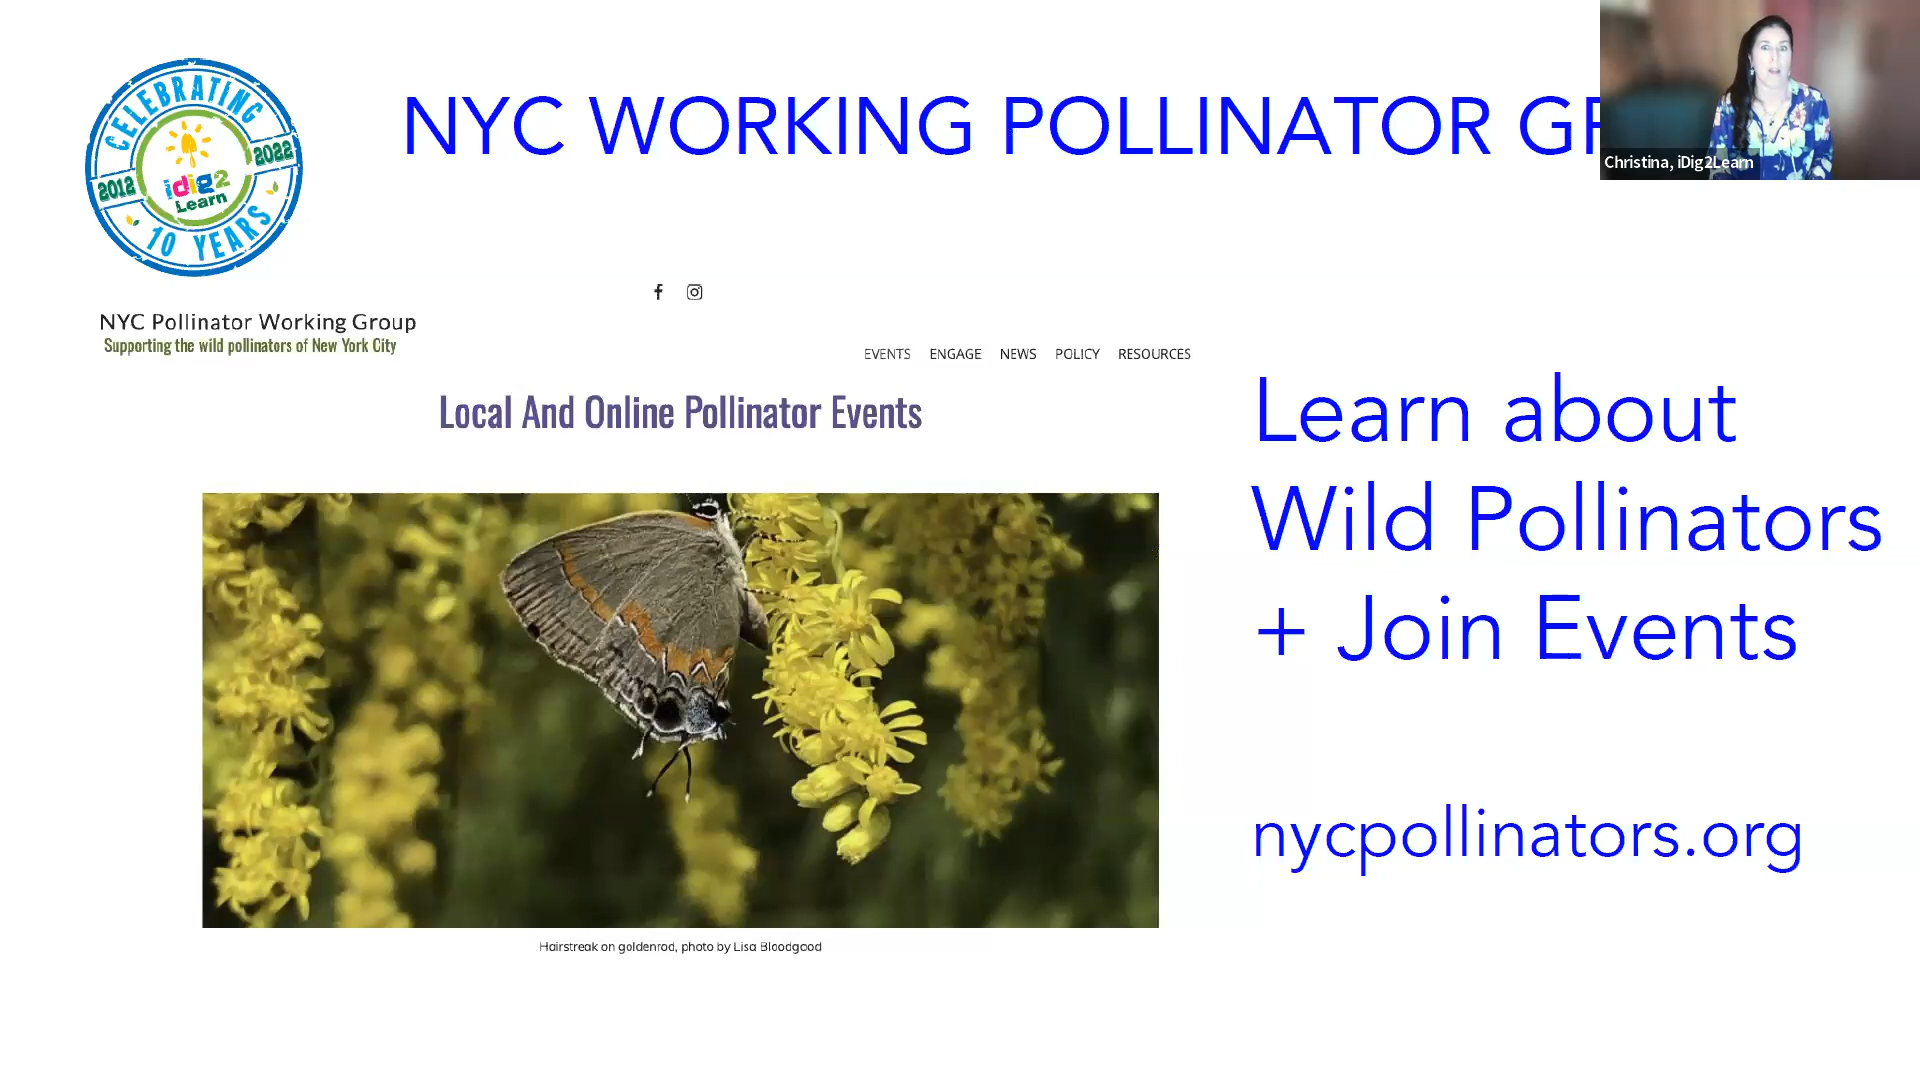 CELEBRATING
2012
2022
idig2
Learn
10 YEARS
NYC WORKING POLLINATOR GR
Christina, iDig2Learn
NYC Pollinator Working Group
Supporting the wild pollinators of New York City
EVENTS ENGAGE NEWS POLICY RESOURCES
Local And Online Pollinator Events
Hairstreak on goldenrod, photo by Lisa Bloodgood
Learn about
Wild Pollinators
+ Join Events
nycpollinators.org